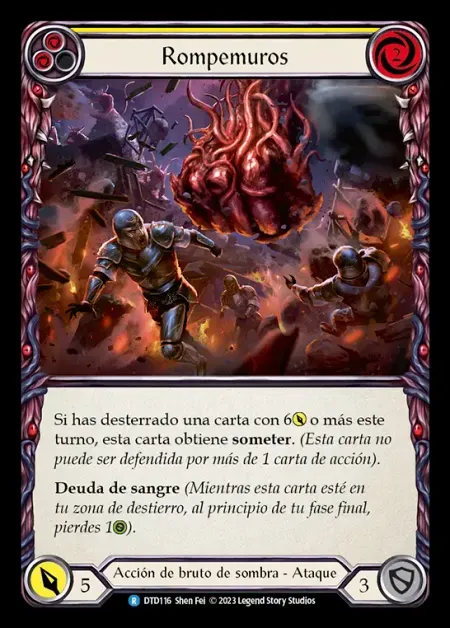 Rompemuros
2
Si has desterrado una carta con 6 o más este
turno, esta carta obtiene someter. (Esta carta no
puede ser defendida por más de 1 carta de acción).
Deuda de sangre (Mientras esta carta esté en
tu zona de destierro, al principio de tu fase final,
pierdes 1).
5
Acción de bruto de sombra - Ataque
3
R DTD116 Shen Fei © 2023 Legend Story Studios